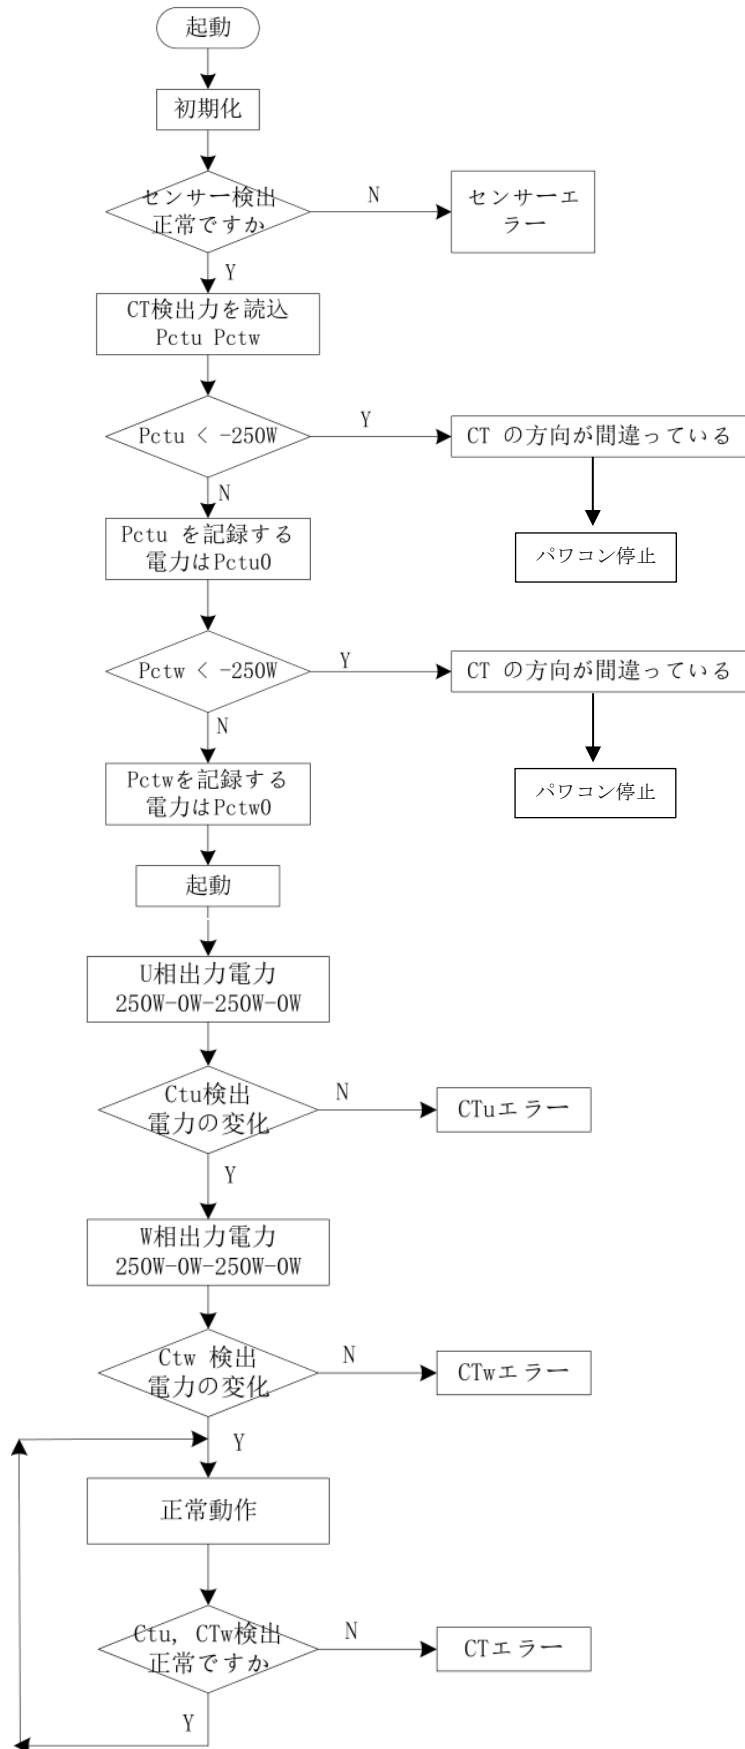 起動
初期化
センサー検出
正常ですか
N
センサーエ
ラー
Y
CT検出力を読込
Pctu Pctw
Pctu < -250W
Y
CT の方向が間違っている
N
Pctu を記録する
電力はPctu0
パワコン停止
Pctw < -250W
Y
CT の方向が間違っている
N
Pctwを記録する
電力はPctw0
パワコン停止
起動
U相出力電力
250W-0W-250W-0W
Ctu検出
電力の変化
N
CTuエラー
Y
W相出力電力
250W-0W-250W-0W
Ctw 検出
電力の変化
N
CTwエラー
Y
正常動作
Ctu, CTw検出
正常ですか
N
CTエラー
Y